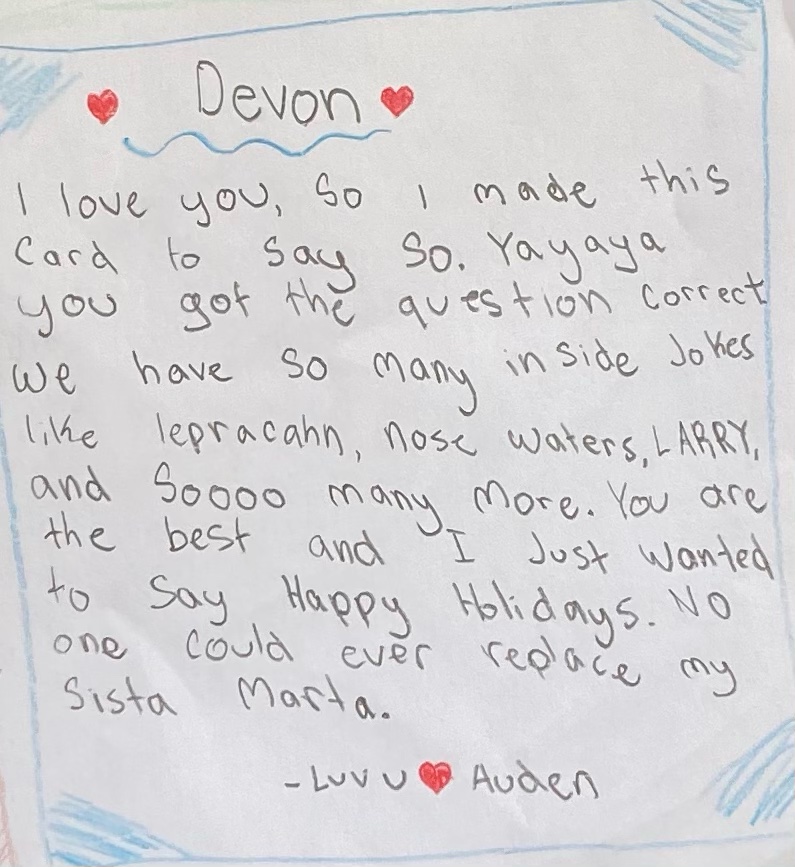 Devon
I love you, So I made this
Card to say so. Yayaya
you got the question correct
we have so many inside Jokes
like lepracahn, nose waters, LARRY,
and Soooo many more. You are
the best and I Just wanted
to say Happy Holidays. No
one could ever replace my
Sista Marta.
- Luv U ❤ Auden